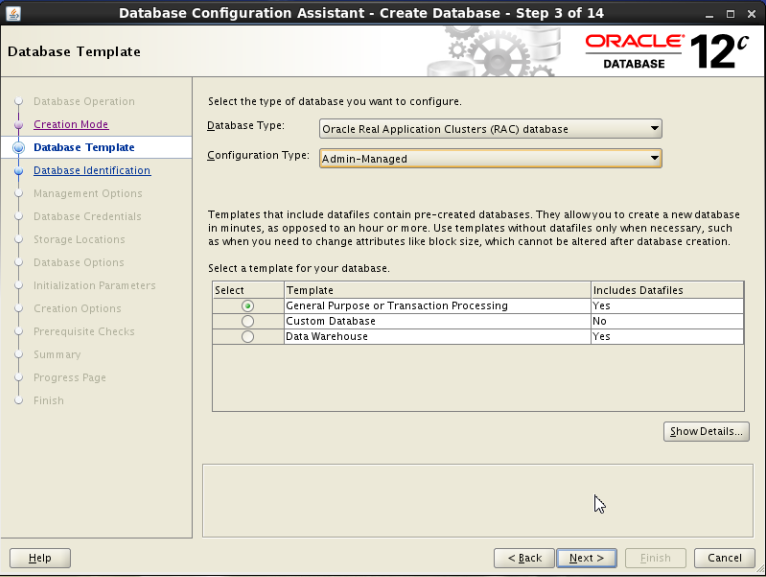 Database Configuration Assistant - Create Database - Step 3 of 14
Database Template
ORACLE
DATABASE
12c
Database Operation
Creation Mode
Database Template
Database Identification
Management Options
Database Credentials
Storage Locations
Database Options
Initialization Parameters
Creation Options
Prerequisite Checks
Summary
Progress Page
Finish
Select the type of database you want to configure.
Database Type: Oracle Real Application Clusters (RAC) database
Configuration Type: Admin-Managed
Templates that include datafiles contain pre-created databases. They allow you to create a new database
in minutes, as opposed to an hour or more. Use templates without datafiles only when necessary, such
as when you need to change attributes like block size, which cannot be altered after database creation.
Select a template for your database.
Select Template Includes Datafiles
General Purpose or Transaction Processing Yes
Custom Database No
Data Warehouse Yes
Show Details...
Help < Back Next > Finish Cancel